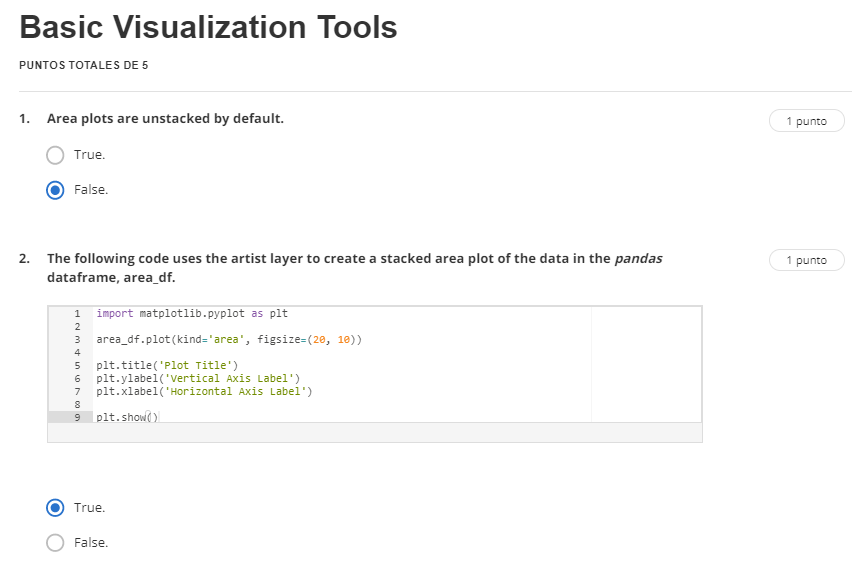 Basic Visualization Tools
PUNTOS TOTALES DE 5
1. Area plots are unstacked by default.
1 punto
True.
False.
2. The following code uses the artist layer to create a stacked area plot of the data in the pandas
dataframe, area_df.
1 punto
1 import matplotlib.pyplot as plt
2
3 area_df.plot(kind='area', figsize=(20, 10))
4
5 plt.title('Plot Title')
6 plt.ylabel('Vertical Axis Label')
7 plt.xlabel('Horizontal Axis Label')
8
9 plt.show()
True.
False.